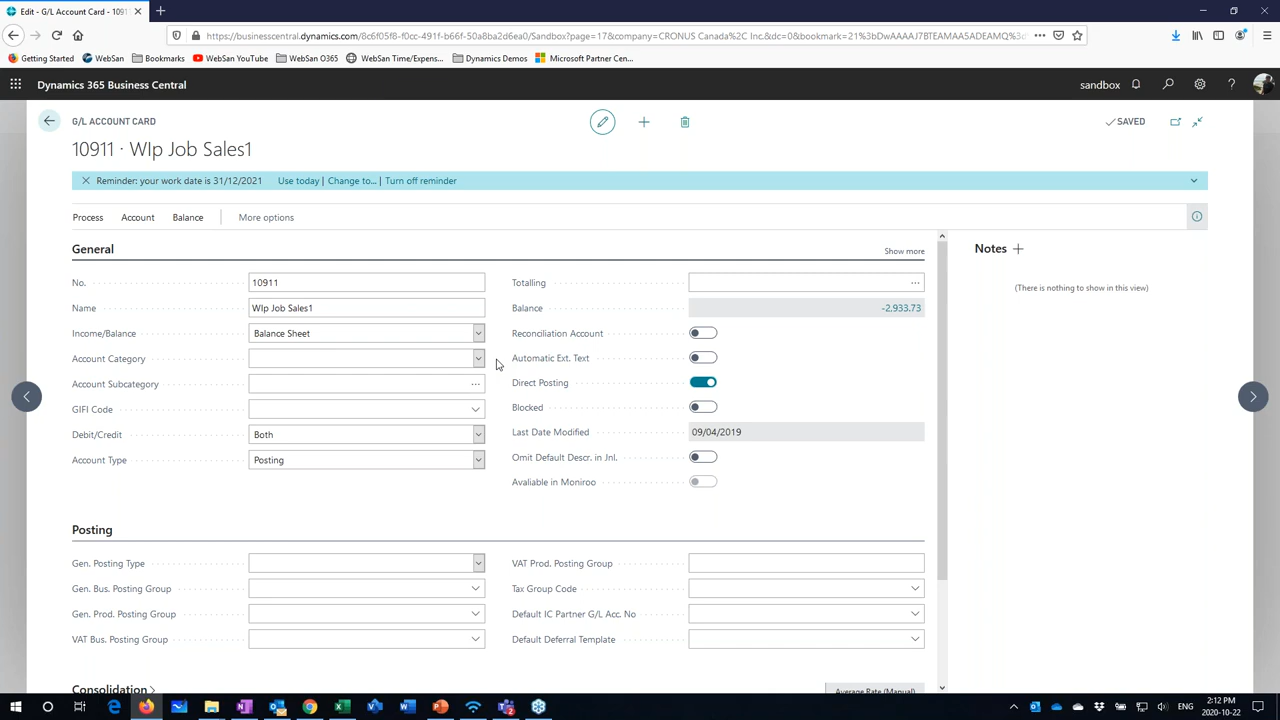 Edit - G/L Account Card - 1091
https://businesscentral.dynamics.com/8c6f05f8-f0cc-491f-b66f-50a8b2d6ea0/Sandbox?page=17&company=CRONUS Canada%2C Inc.&dc=0&bookmark=21%3b
Getting Started WebSan Bookmarks WebSan YouTube WebSan O365 WebSan Time/Expens... Dynamics Demos Microsoft Partner Cen...
Dynamics 365 Business Central sandbox ?
G/L ACCOUNT CARD SAVED
10911 · WIp Job Sales1
Reminder: your work date is 31/12/2021 Use today | Change to... | Turn off reminder
Process Account Balance More options
General Show more Notes
No. 10911 Totalling (There is nothing to show in this view)
Name WIp Job Sales1 Balance -2,933.73
Income/Balance Balance Sheet Reconciliation Account
Account Category Automatic Ext. Text
Account Subcategory Direct Posting
GIFI Code Blocked
Debit/Credit Both Last Date Modified 09/04/2019
Account Type Posting Omit Default Descr. in Jnl.
Avaliable in Moniroo
Posting
Gen. Posting Type VAT Prod. Posting Group
Gen. Bus. Posting Group Tax Group Code
Gen. Prod. Posting Group Default IC Partner G/L Acc. No
VAT Bus. Posting Group Default Deferral Template
Consolidation Average Rate (Manual)
ENG 2:12 PM
2020-10-22